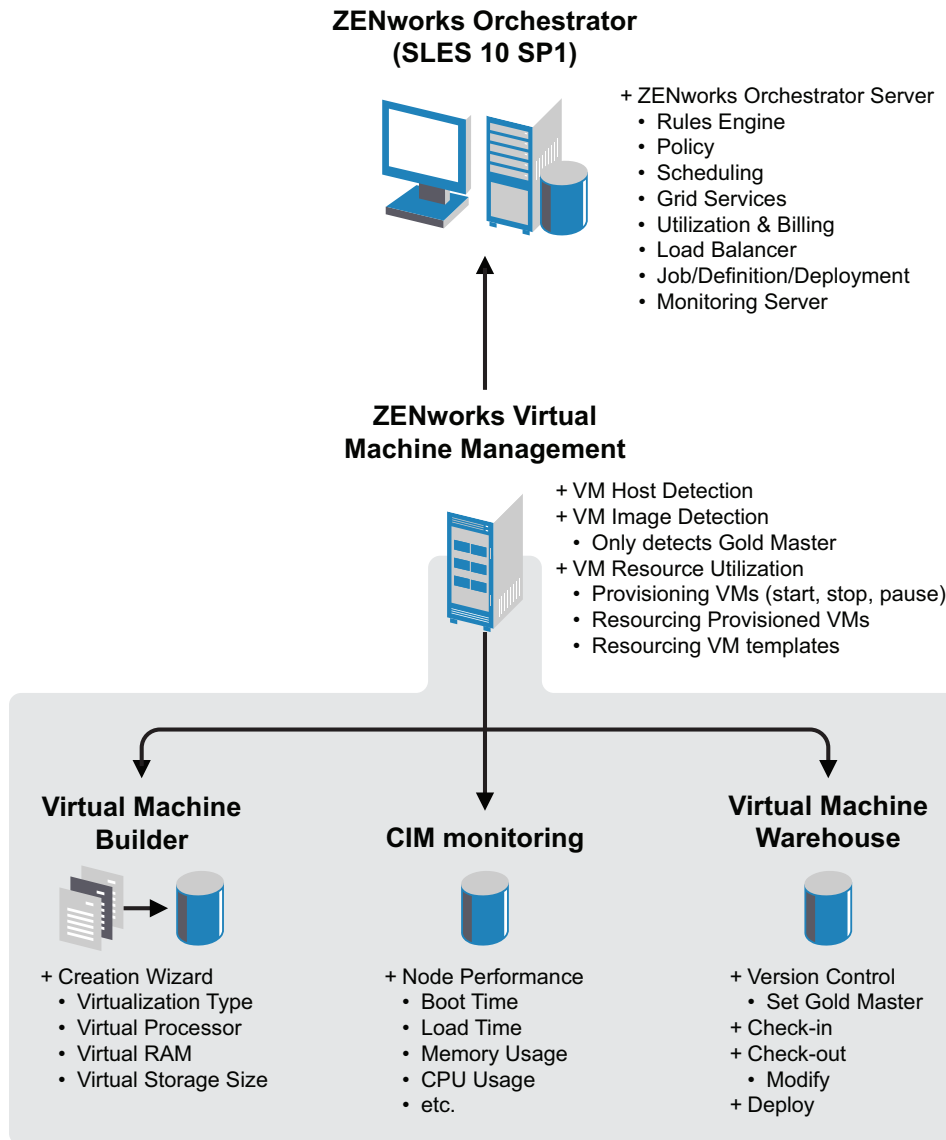 ZENworks Orchestrator
(SLES 10 SP1)
+ ZENworks Orchestrator Server
• Rules Engine
• Policy
• Scheduling
• Grid Services
• Utilization & Billing
• Load Balancer
• Job/Definition/Deployment
• Monitoring Server
ZENworks Virtual
Machine Management
+ VM Host Detection
+ VM Image Detection
• Only detects Gold Master
+ VM Resource Utilization
• Provisioning VMs (start, stop, pause)
• Resourcing Provisioned VMs
• Resourcing VM templates
Virtual Machine
Builder
+ Creation Wizard
• Virtualization Type
• Virtual Processor
• Virtual RAM
• Virtual Storage Size
CIM monitoring
+ Node Performance
• Boot Time
• Load Time
• Memory Usage
• CPU Usage
• etc.
Virtual Machine
Warehouse
+ Version Control
• Set Gold Master
+ Check-in
+ Check-out
• Modify
+ Deploy